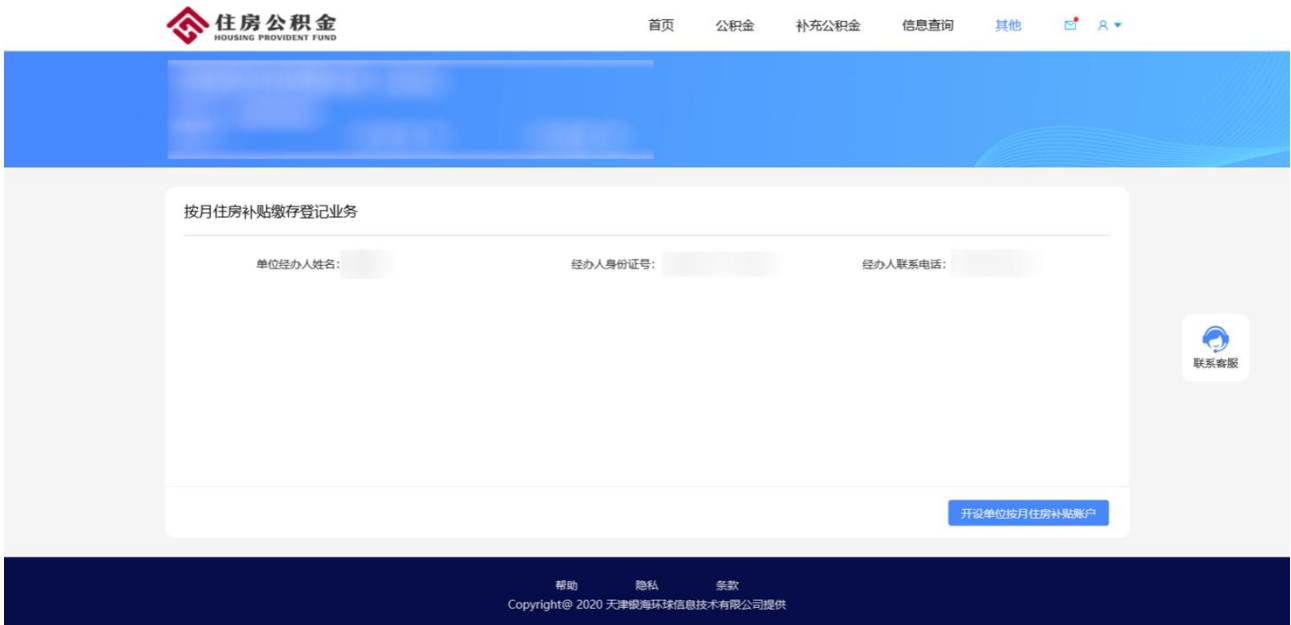 住房公积金
HOUSING PROVIDENT FUND
首页 公积金 补充公积金 信息查询 其他
按月住房补贴缴存登记业务
单位经办人姓名: 经办人身份证号: 经办人联系电话:
联系客服
开设单位按月住房补贴账户
帮助 隐私 条款
Copyright@ 2020 天津银海环球信息技术有限公司提供